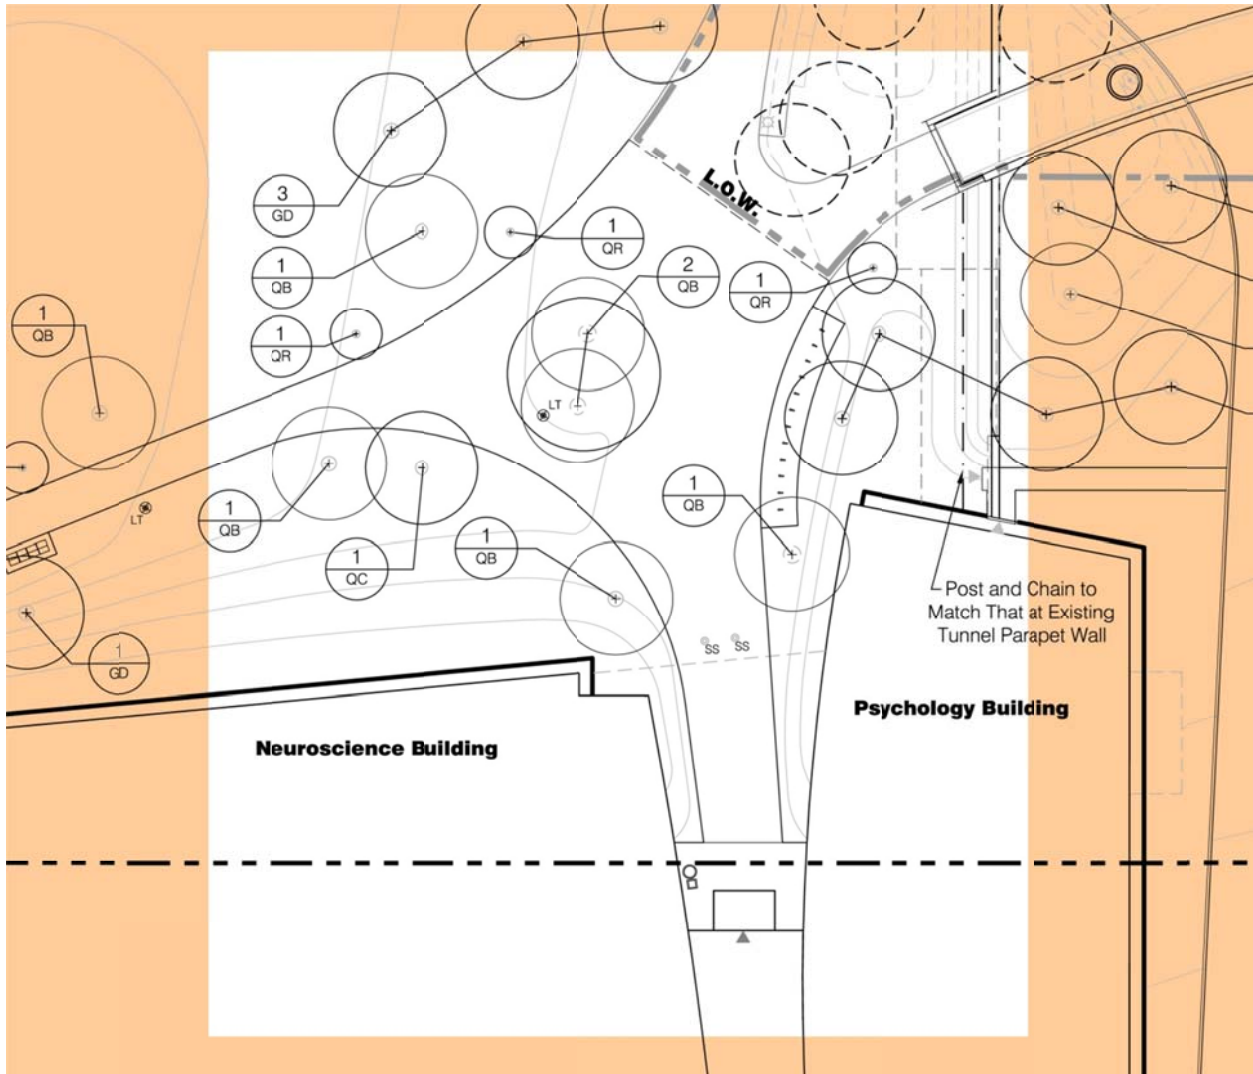 3
GD
1
QB
1
QR
2
QB
1
QR
1
QB
1
QR
LT
LT
1
QB
1
QC
1
QB
1
QB
L.O.W.
1
GD
SS
SS
Post and Chain to
Match That at Existing
Tunnel Parapet Wall
Psychology Building
Neuroscience Building